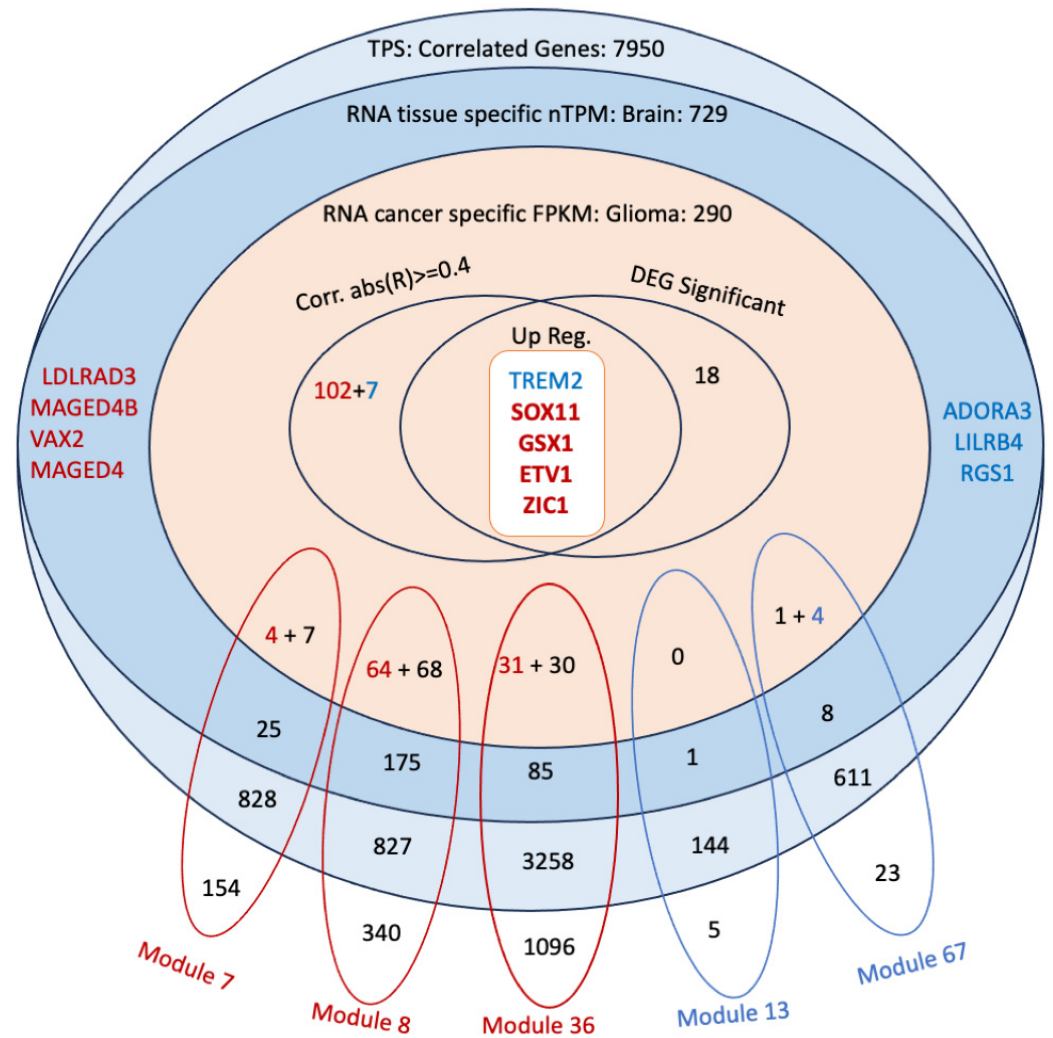 TPS: Correlated Genes: 7950
RNA tissue specific nTPM: Brain: 729
RNA cancer specific FPKM: Glioma: 290
Corr. abs(R)>=0.4
DEG Significant
Up Reg.
102+7
TREM2
SOX11
GSX1
ETV1
ZIC1
18
LDLRAD3
MAGED4B
VAX2
MAGED4
ADORA3
LILRB4
RGS1
4 + 7
64 + 68
31 + 30
0
1 + 4
25
175
85
1
8
828
827
3258
144
611
154
340
1096
5
23
Module 7
Module 8
Module 36
Module 13
Module 67